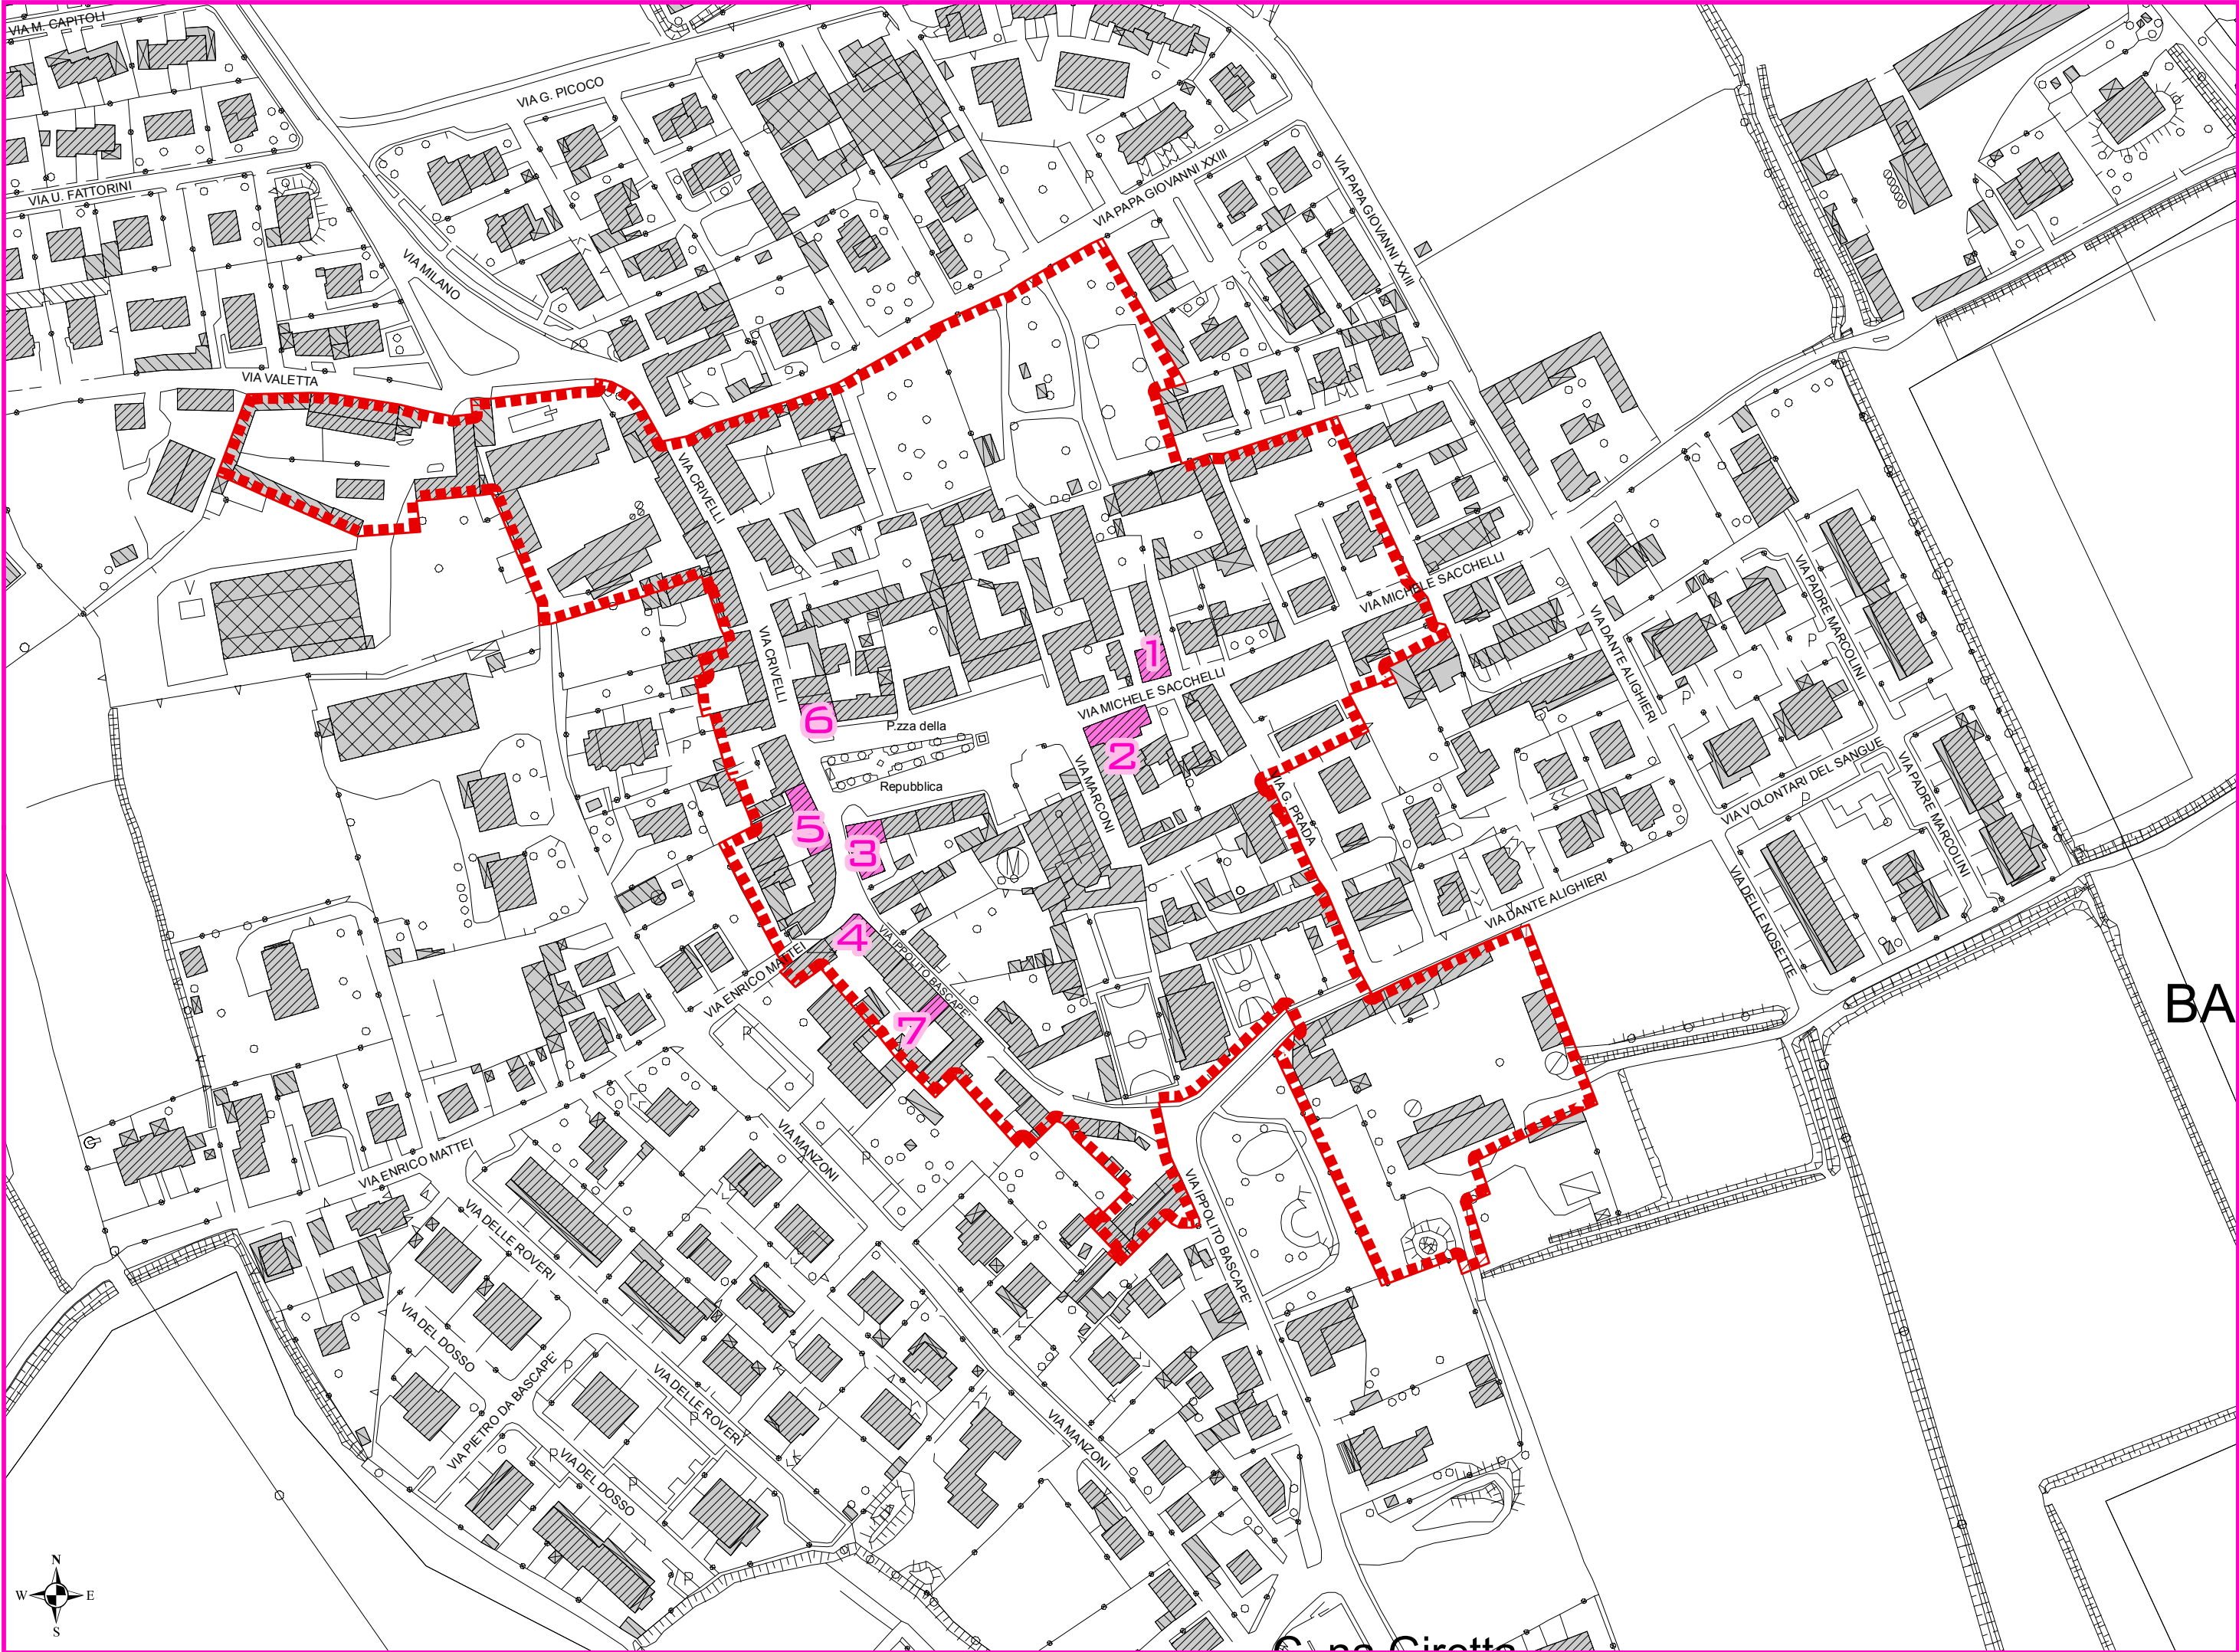 VIA M. CAPITOLI
VIA G. PICOCO
VIA U. FATTORINI
VIA PAPA GIOVANNI XXIII
VIA PAPA GIOVANNI XXIII
VIA MILANO
VIA VALETTA
VIA CRIVELLI
VIA MICHELE SACCHELLI
VIA PADRE MARCOLINI
VIA DANTE ALIGHIERI
VIA CRIVELLI
1
VIA MICHELE SACCHELLI
6
P.zza della
Repubblica
2
VIA MARCONI
VIA G. PRADA
VIA VOLONTARI DEL SANGUE
VIA PADRE MARCOLINI
5
3
VIA DANTE ALIGHIERI
VIA DELLE NOSETTE
4
VIA IPPOLITO BASCAPE'
VIA ENRICO MATTEI
7
BA
P
P
P
P
P
P
P
VIA MANZONI
VIA ENRICO MATTEI
VIA IPPOLITO BASCAPE'
VIA DELLE ROVERI
VIA DEL DOSSO
VIA PIETRO DA BASCAPE'
VIA DELLE ROVERI
VIA MANZONI
VIA DEL DOSSO
P
P
P
P
P
N
W
E
S